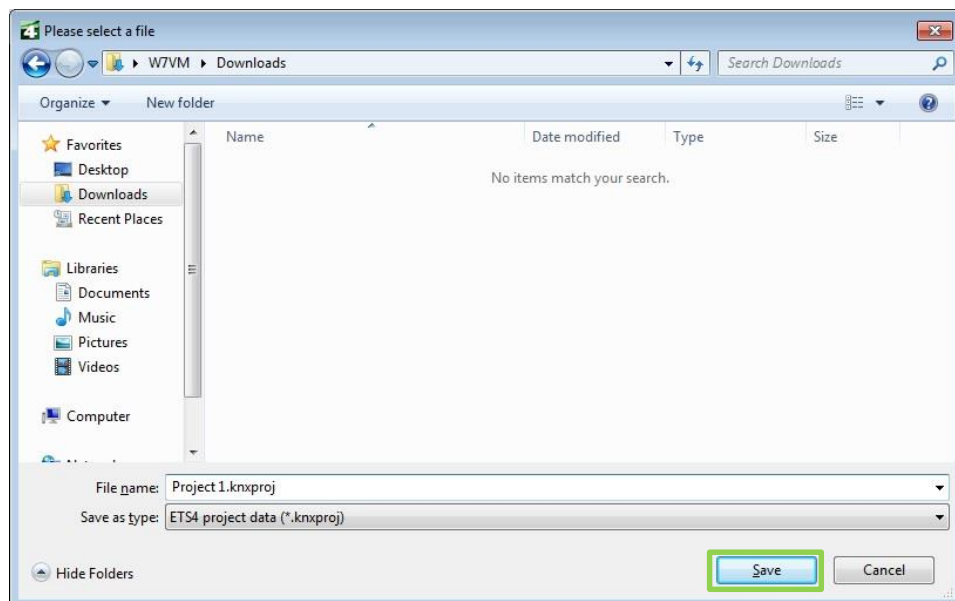 4 Please select a file
W7VM Downloads
Search Downloads
Organize New folder
Name Date modified Type Size
No items match your search.
Favorites
Desktop
Downloads
Recent Places
Libraries
Documents
Music
Pictures
Videos
Computer
File name: Project 1.knxproj
Save as type: ETS4 project data (*.knxproj)
Hide Folders
Save Cancel